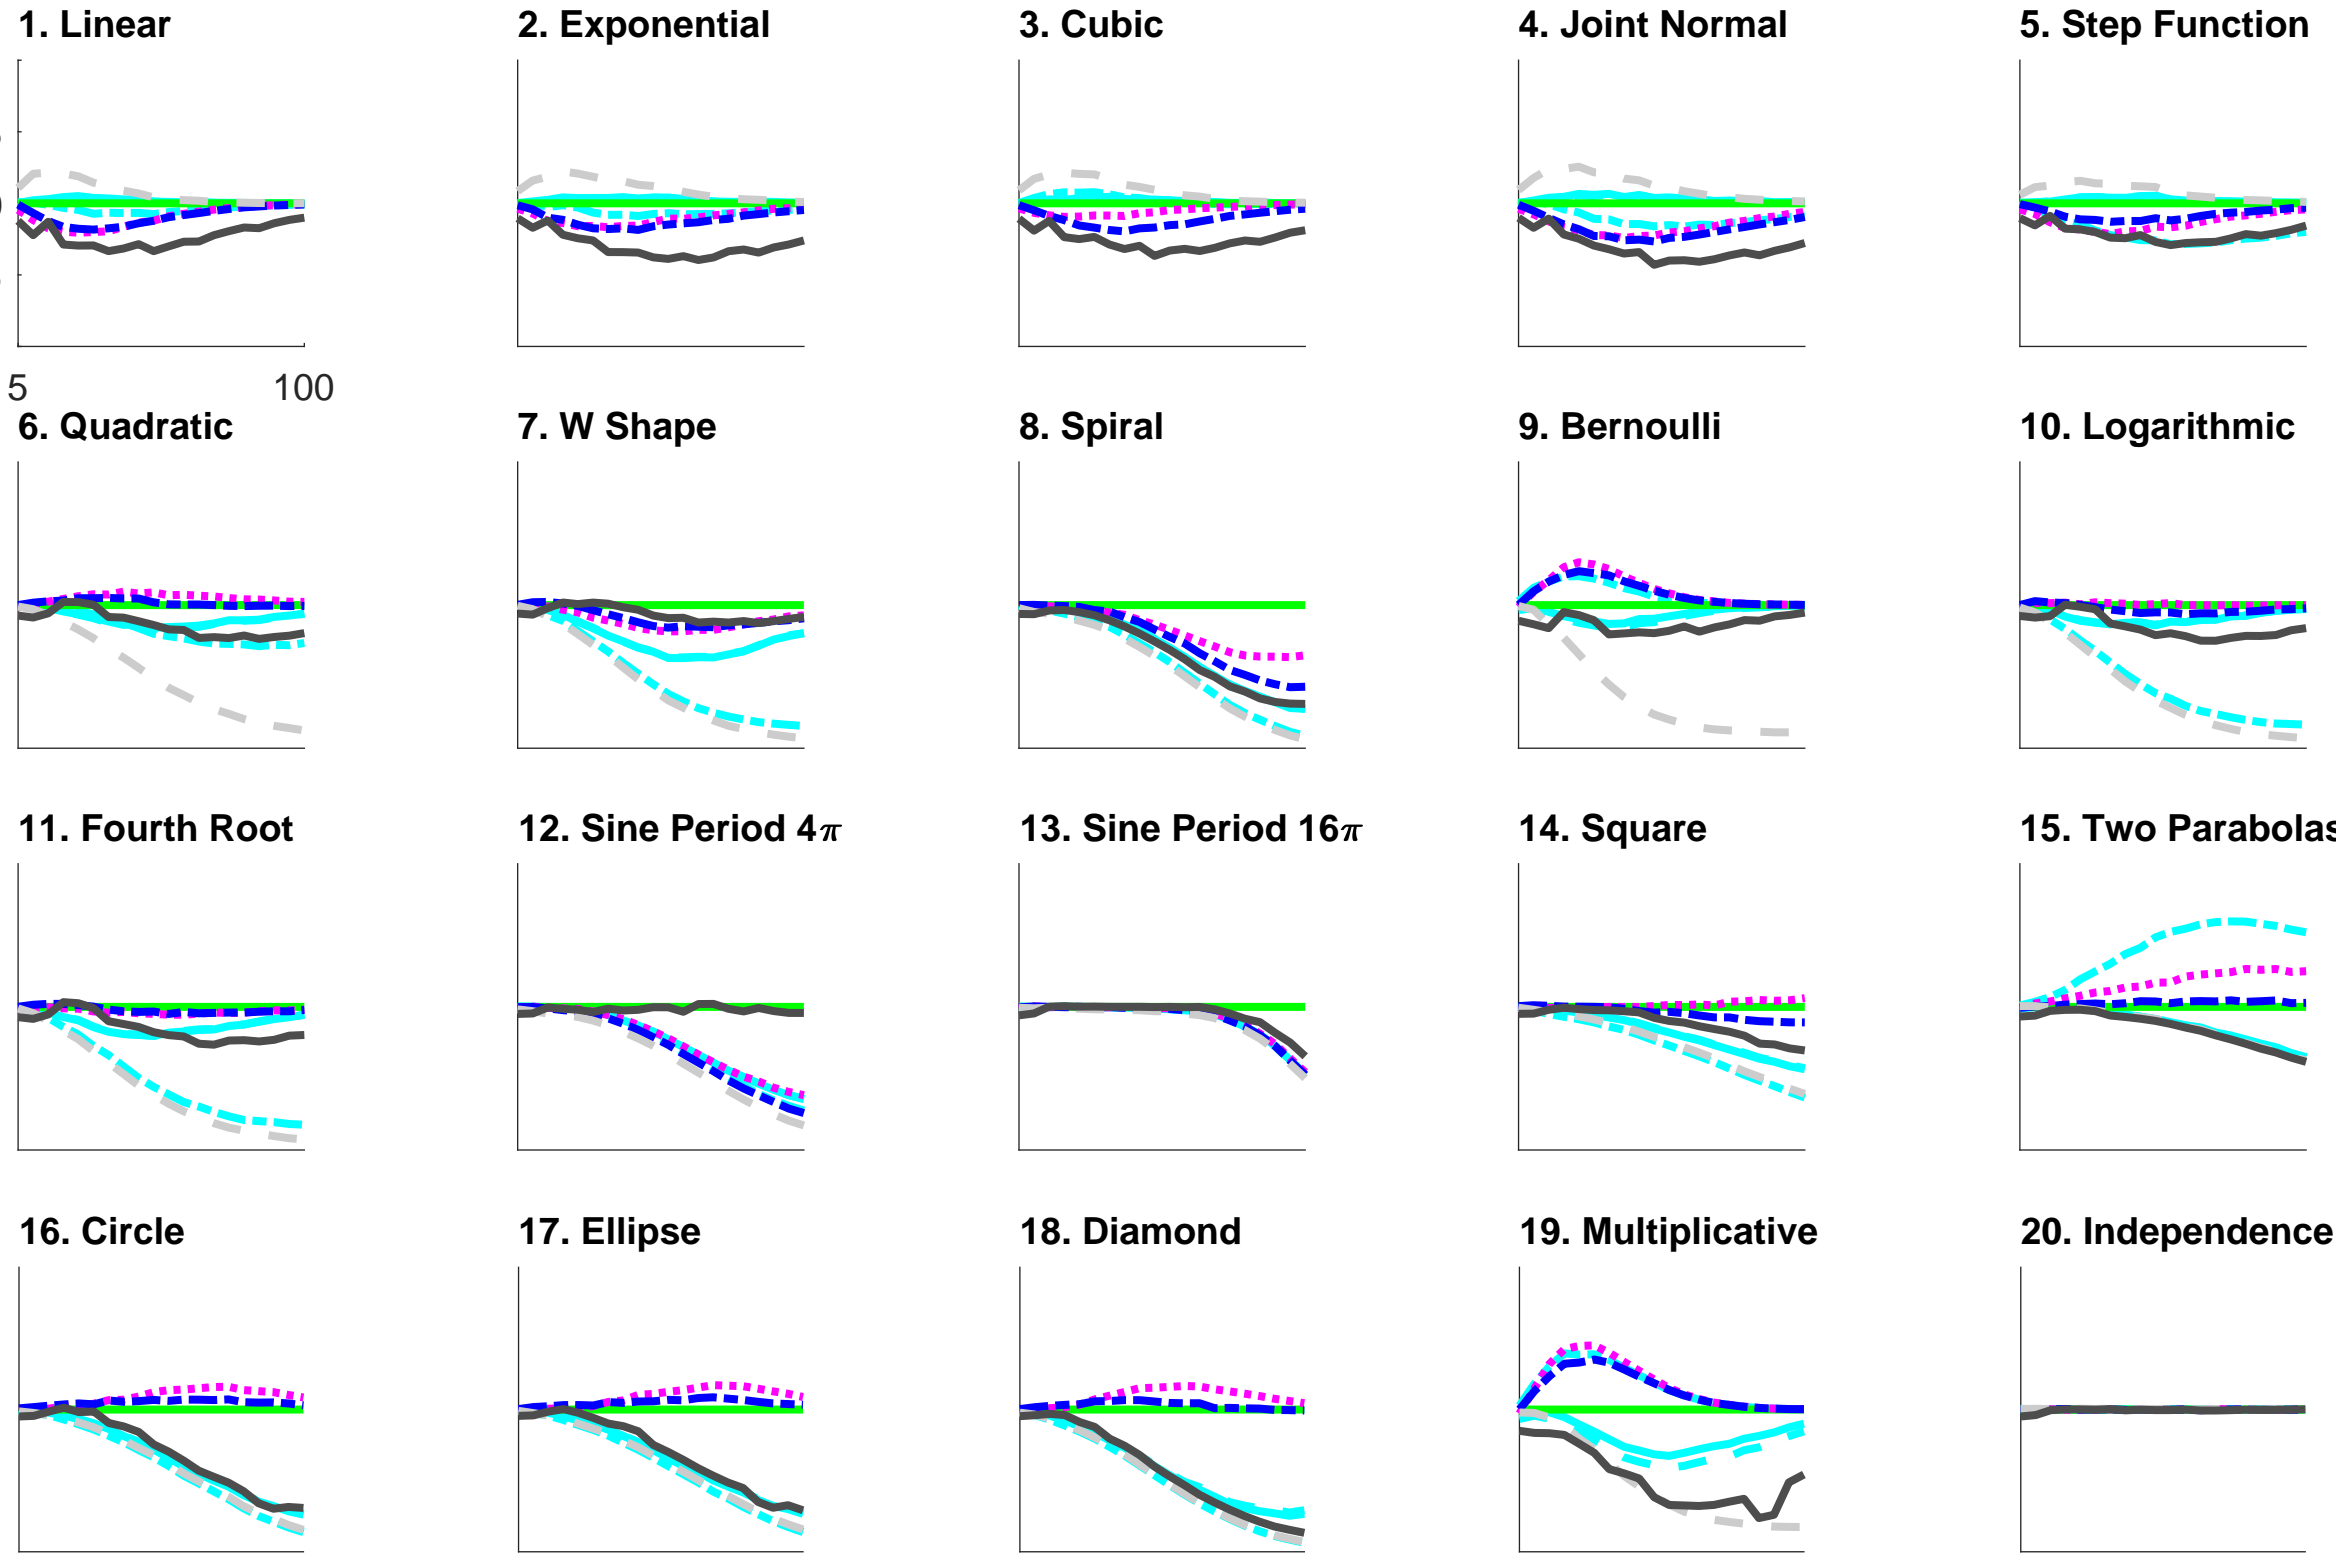 1. Linear
2. Exponential
3. Cubic
4. Joint Normal
5. Step Function
5
100
6. Quadratic
7. W Shape
8. Spiral
9. Bernoulli
10. Logarithmic
11. Fourth Root
12. Sine Period 4π
13. Sine Period 16π
14. Square
15. Two Parabolas
16. Circle
17. Ellipse
18. Diamond
19. Multiplicative
20. Independence